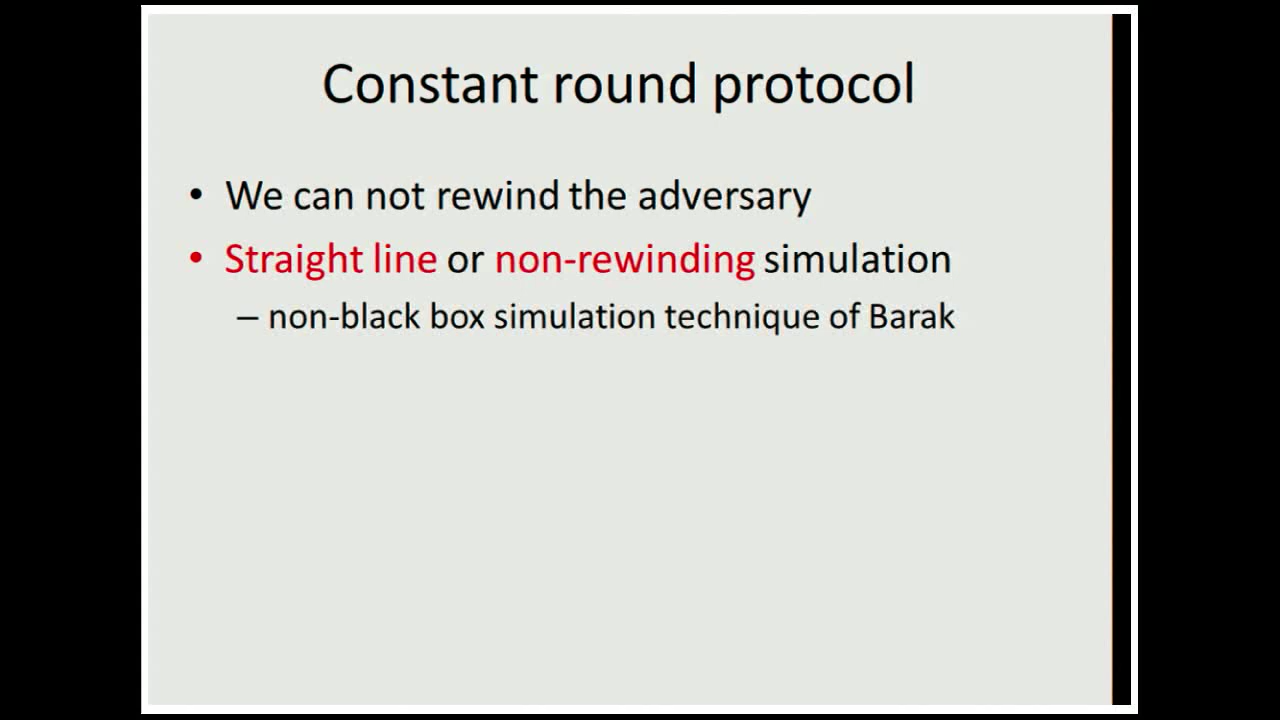 Constant round protocol
• We can not rewind the adversary
• Straight line or non-rewinding simulation
– non-black box simulation technique of Barak